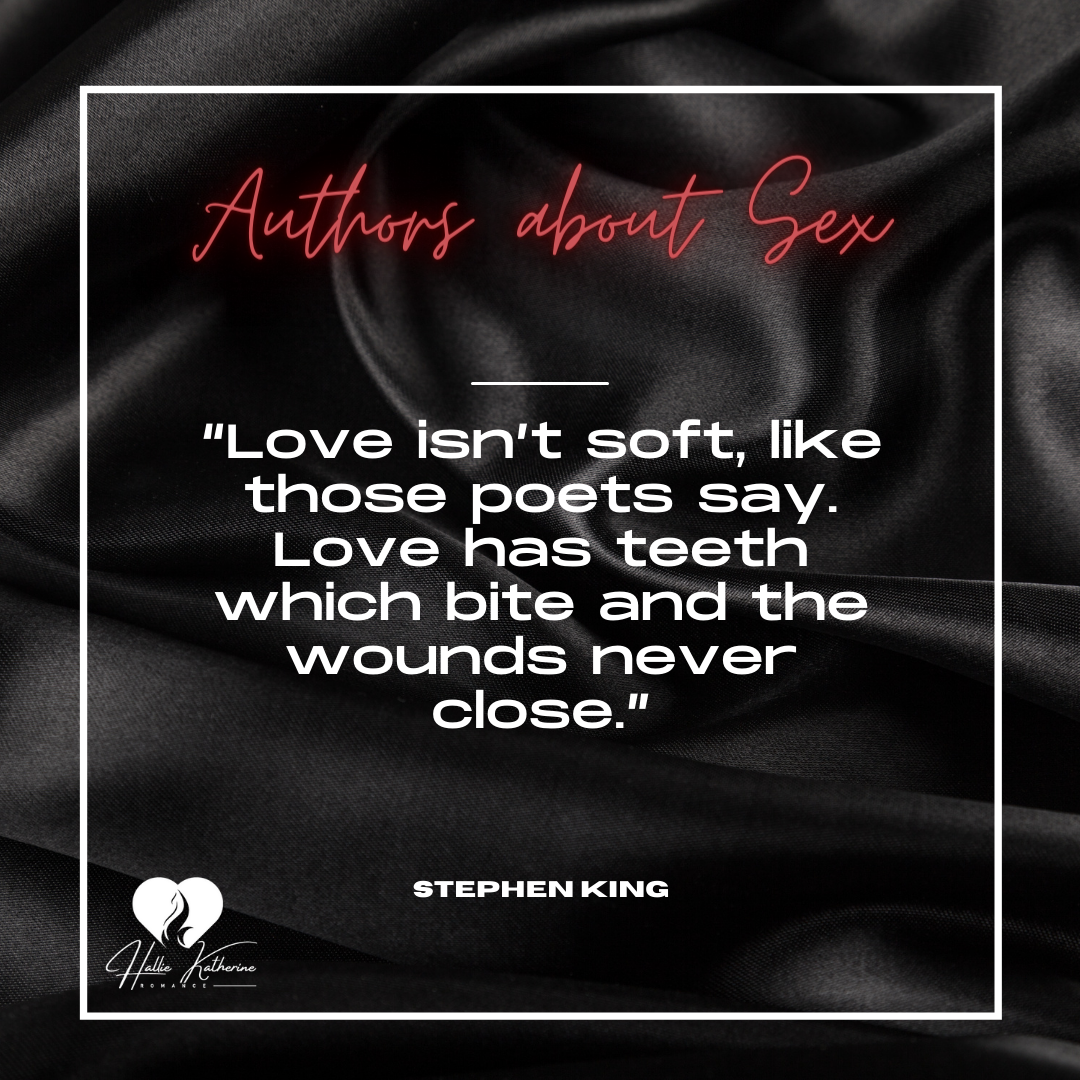 Authors about Sex
"Love isn't soft, like
those poets say.
Love has teeth
which bite and the
wounds never
close."
STEPHEN KING
Hallie Katherine
ROMANCE